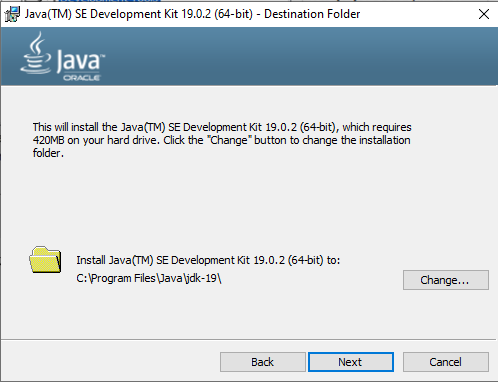 Java(TM) SE Development Kit 19.0.2 (64-bit) - Destination Folder
Java™
ORACLE
This will install the Java(TM) SE Development Kit 19.0.2 (64-bit), which requires
420MB on your hard drive. Click the "Change" button to change the installation
folder.
Install Java(TM) SE Development Kit 19.0.2 (64-bit) to:
C:\Program Files\Java\jdk-19\
Change...
Back
Next
Cancel